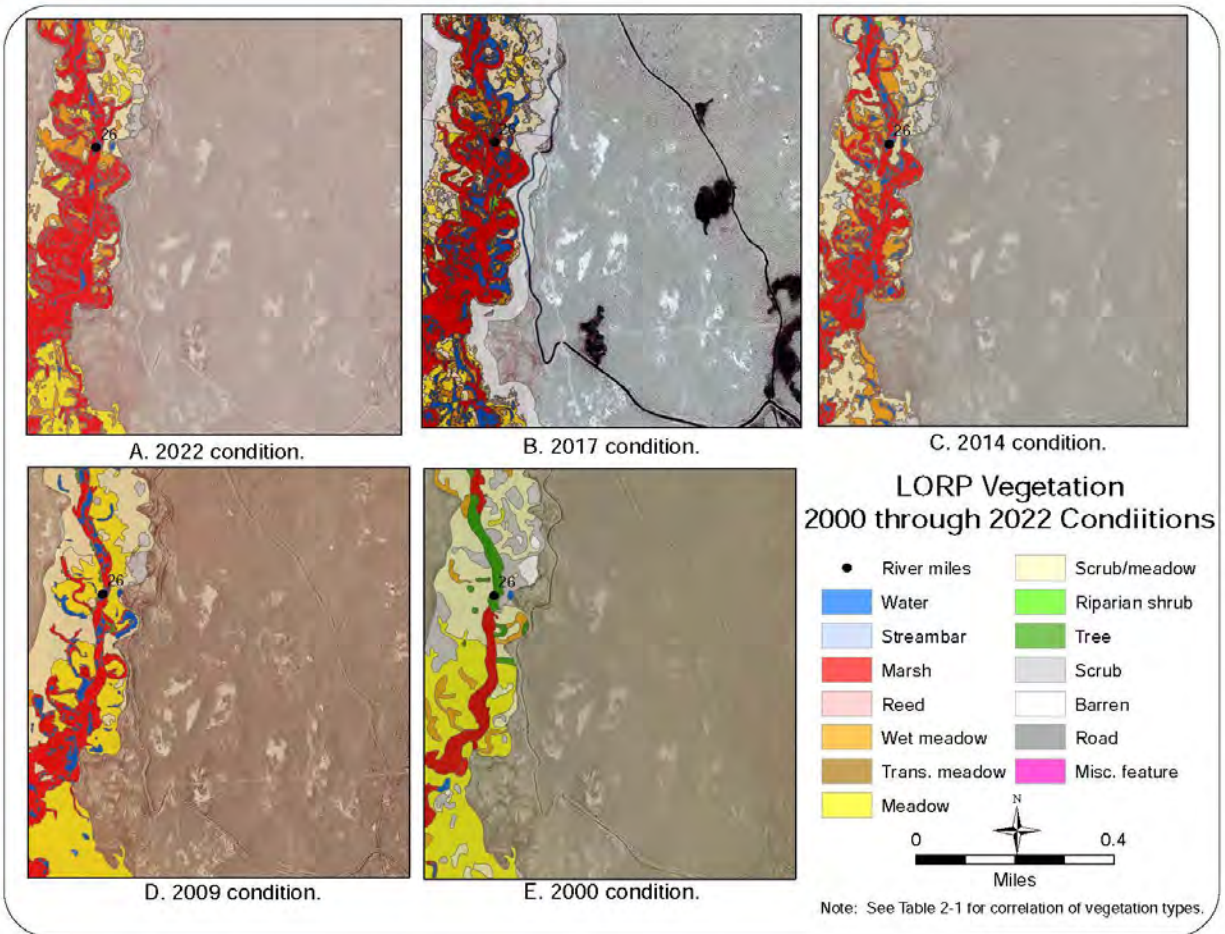 26
26
26
A. 2022 condition.
B. 2017 condition.
C. 2014 condition.
26
26
D. 2009 condition.
E. 2000 condition.
LORP Vegetation
2000 through 2022 Condiitions
River miles
Water
Streambar
Marsh
Reed
Wet meadow
Trans. meadow
Meadow
Scrub/meadow
Riparian shrub
Tree
Scrub
Barren
Road
Misc. feature
N
0 0.4
Miles
Note: See Table 2-1 for correlation of vegetation types.